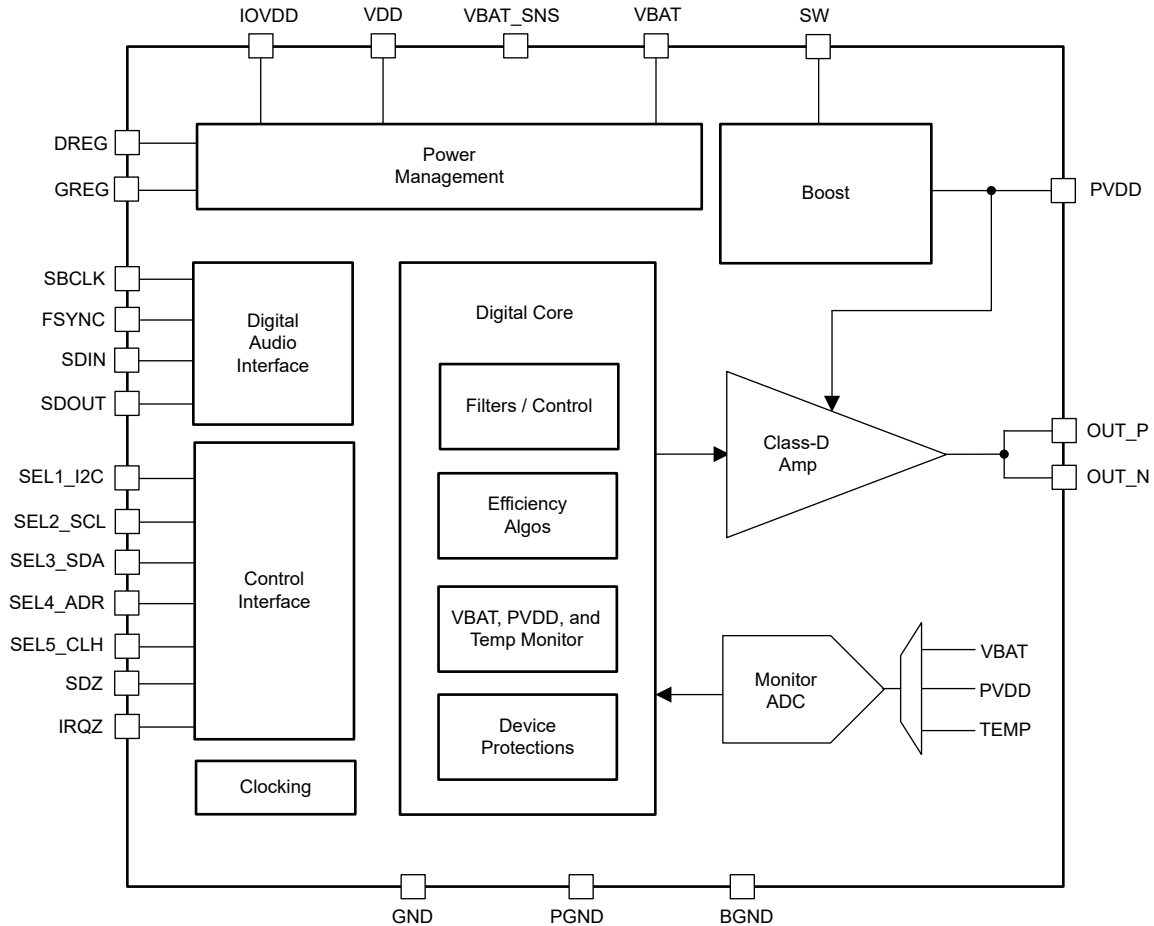 IOVDD
VDD
VBAT_SNS
VBAT
SW
DREG
GREG
Power
Management
Boost
PVDD
SBCLK
FSYNC
SDIN
SDOUT
Digital
Audio
Interface
Digital Core
Filters / Control
Efficiency
Algos
VBAT, PVDD, and
Temp Monitor
Device
Protections
Class-D
Amp
OUT_P
OUT_N
SEL1_I2C
SEL2_SCL
SEL3_SDA
SEL4_ADR
SEL5_CLH
SDZ
IRQZ
Control
Interface
Clocking
Monitor
ADC
VBAT
PVDD
TEMP
GND
PGND
BGND